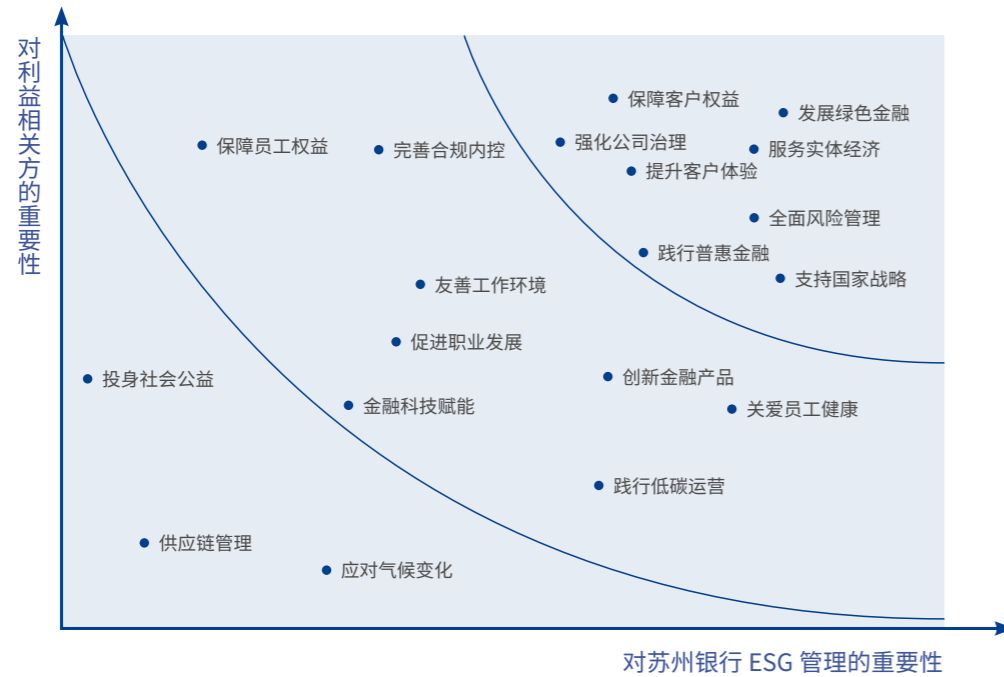 对利益相关方的重要性
保障客户权益
发展绿色金融
强化公司治理
保障员工权益
完善合规内控
服务实体经济
提升客户体验
全面风险管理
践行普惠金融
支持国家战略
友善工作环境
促进职业发展
创新金融产品
投身社会公益
金融科技赋能
关爱员工健康
践行低碳运营
供应链管理
应对气候变化
对苏州银行 ESG 管理的重要性